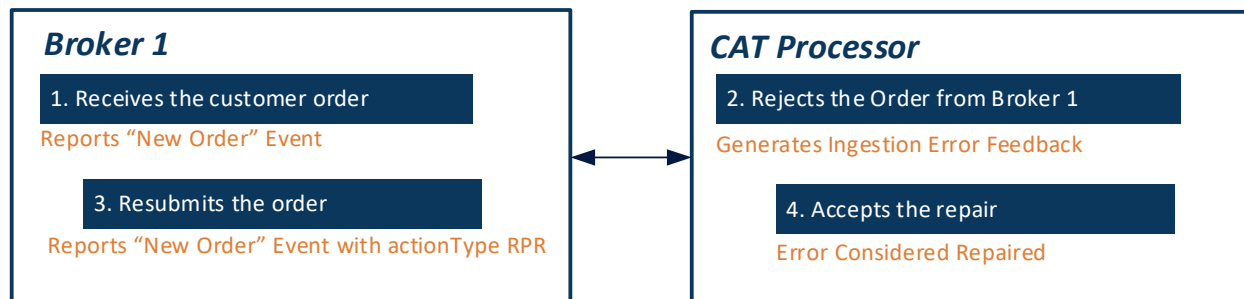 Broker 1
1. Receives the customer order
Reports “New Order” Event
3. Resubmits the order
Reports “New Order” Event with actionType RPR
CAT Processor
2. Rejects the Order from Broker 1
Generates Ingestion Error Feedback
4. Accepts the repair
Error Considered Repaired